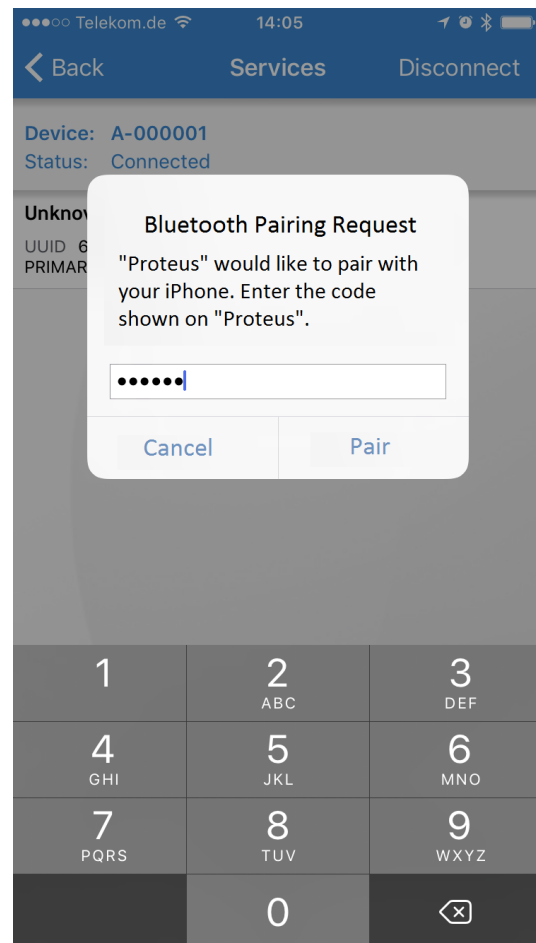 Telekom.de 14:05
Back Services Disconnect
Device: A-000001
Status: Connected
UUID 6
Bluetooth Pairing Request
"Proteus" would like to pair with
your iPhone. Enter the code
shown on "Proteus".
••••••
Cancel Pair
1 2 3
ABC DEF
4 5 6
GHI JKL MNO
7 8 9
PQRS TUV WXYZ
0